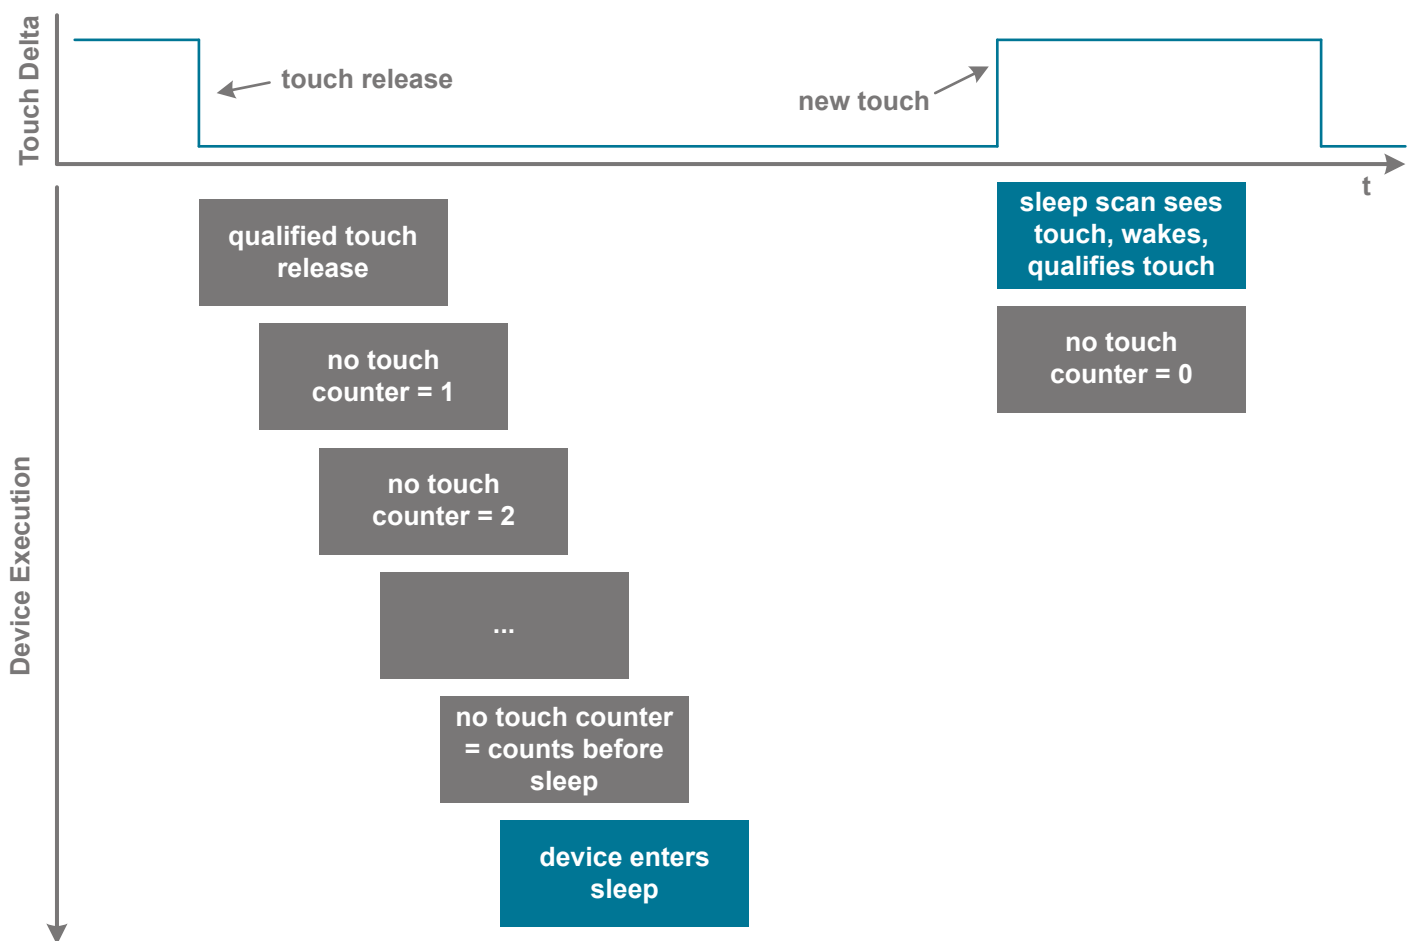 Touch Delta
touch release
new touch
t
Device Execution
qualified touch
release
no touch
counter = 1
no touch
counter = 2
...
no touch counter
= counts before
sleep
device enters
sleep
sleep scan sees
touch, wakes,
qualifies touch
no touch
counter = 0